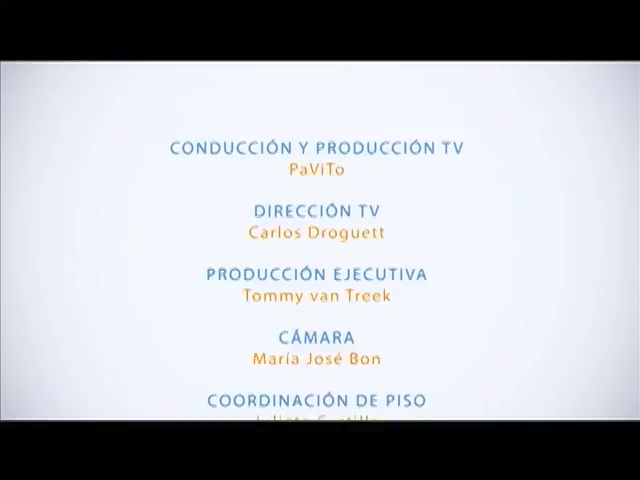 CONDUCCIÓN Y PRODUCCIÓN TV
PaViTo
DIRECCIÓN TV
Carlos Droguett
PRODUCCIÓN EJECUTIVA
Tommy van Treek
CÁMARA
María José Bon
COORDINACIÓN DE PISO